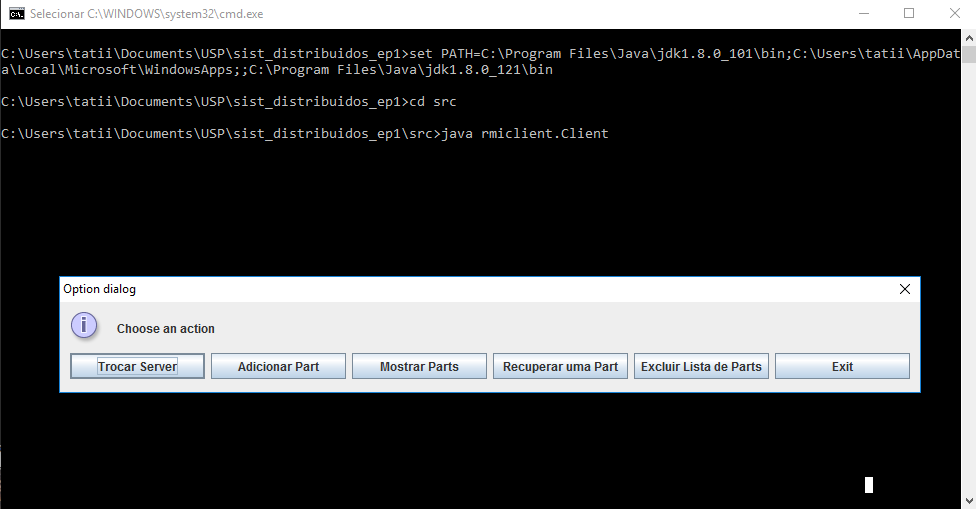 Selecionar C:\WINDOWS\system32\cmd.exe
C:\Users\tatii\Documents\USP\sist_distribuidos_ep1>set PATH=C:\Program Files\Java\jdk1.8.0_101\bin;C:\Users\tatii\AppDat
a\Local\Microsoft\WindowsApps;;C:\Program Files\Java\jdk1.8.0_121\bin
C:\Users\tatii\Documents\USP\sist_distribuidos_ep1>cd src
C:\Users\tatii\Documents\USP\sist_distribuidos_ep1\src>java rmiclient.Client
Option dialog
Choose an action
Trocar Server Adicionar Part Mostrar Parts Recuperar uma Part Excluir Lista de Parts Exit